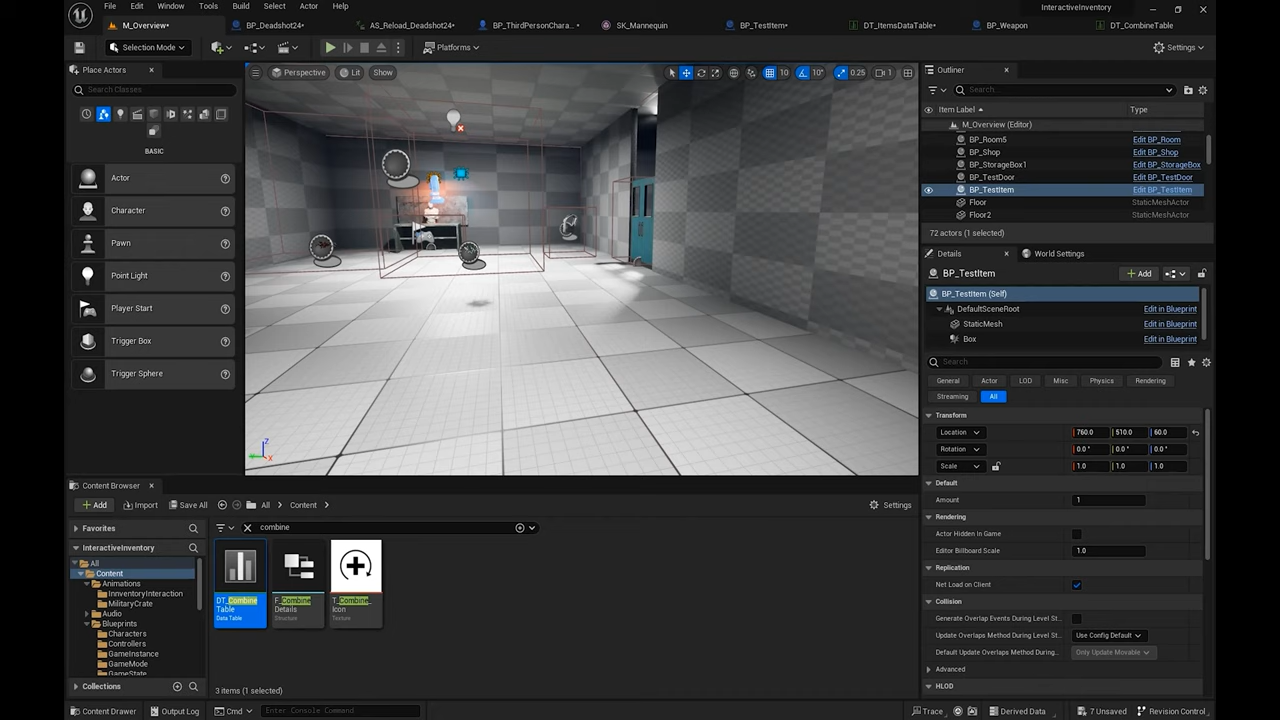 File
Edit
Window
Tools
Build
Select
Actor
Help
InteractiveInventory
M_Overview*
BP_Deadshot24*
AS_Reload_Deadshot24*
BP_ThirdPersonChara...
SK_Mannequin
BP_TestItem*
DT_ItemsDataTable*
BP_Weapon
DT_CombineTable
Selection Mode
Platforms
Settings
Place Actors
Search Classes
BASIC
Actor
Character
Pawn
Point Light
Player Start
Trigger Box
Trigger Sphere
Perspective
Lit
Show
10
10°
0.25
1
Outliner
Search...
Item Label
Type
M_Overview (Editor)
BP_Room5 Edit BP_Room
BP_Shop Edit BP_Shop
BP_StorageBox1 Edit BP_StorageBox
BP_TestDoor Edit BP_TestDoor
BP_TestItem Edit BP_TestItem
Floor StaticMeshActor
Floor2 StaticMeshActor
72 actors (1 selected)
Details
World Settings
BP_TestItem
Add
BP_TestItem (Self)
DefaultSceneRoot Edit in Blueprint
StaticMesh Edit in Blueprint
Box Edit in Blueprint
Search
General
Actor
LOD
Misc
Physics
Rendering
Streaming
All
Transform
Location 760.0 510.0 60.0
Rotation 0.0° 0.0° 0.0°
Scale 1.0 1.0 1.0
Default
Amount 1
Rendering
Actor Hidden In Game
Editor Billboard Scale 1.0
Replication
Net Load on Client
Collision
Generate Overlap Events During Level St...
Update Overlaps Method During Level St... Use Config Default
Default Update Overlaps Method During... Only Update Movable
Advanced
HLOD
Content Browser
Add
Import
Save All
All
Content
Settings
Favorites
InteractiveInventory
All
Content
Animations
InnventoryInteraction
MilitaryCrate
Audio
Blueprints
Characters
Controllers
GameInstance
GameMode
GameState
Collections
combine
DT_Combine
Table
Data Table
F_Combine
Details
Structure
T_Combine_
Icon
Texture
3 items (1 selected)
Content Drawer
Output Log
Cmd
Enter Console Command
Trace
Derived Data
7 Unsaved
Revision Control